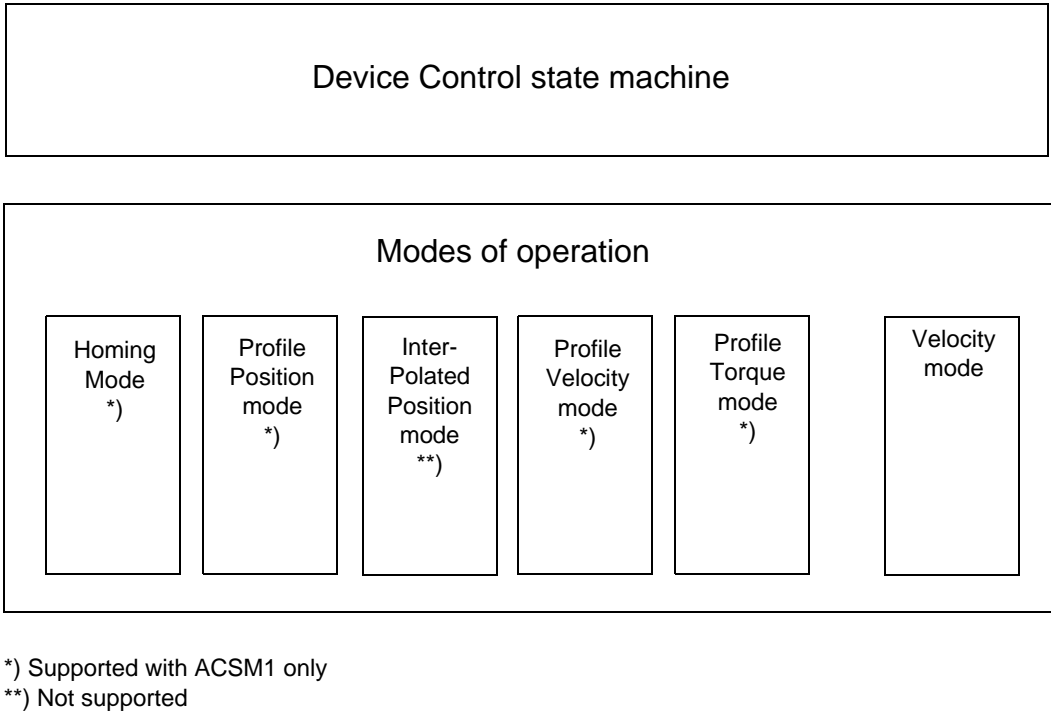 Device Control state machine
Modes of operation
Homing
Mode
*)
Profile
Position
mode
*)
Inter-
Polated
Position
mode
**)
Profile
Velocity
mode
*)
Profile
Torque
mode
*)
Velocity
mode
*) Supported with ACSM1 only
**) Not supported